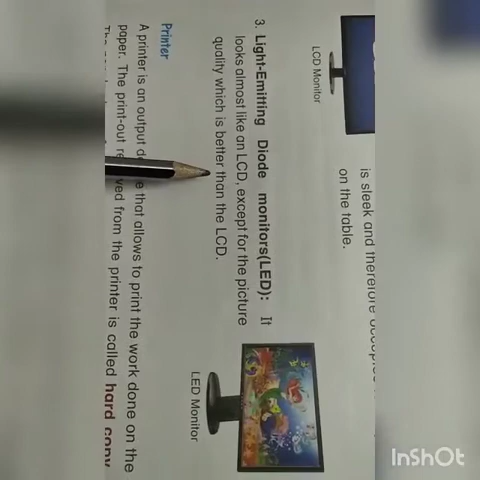 is sleek and therefore
on the table.
LCD Monitor
3. Light-Emitting Diode monitors(LED): It
looks almost like an LCD, except for the picture
quality which is better than the LCD.
LED Monitor
Printer
A printer is an output that allows to print the work done on the
paper. The print-out from the printer is called hard copy
InShOt